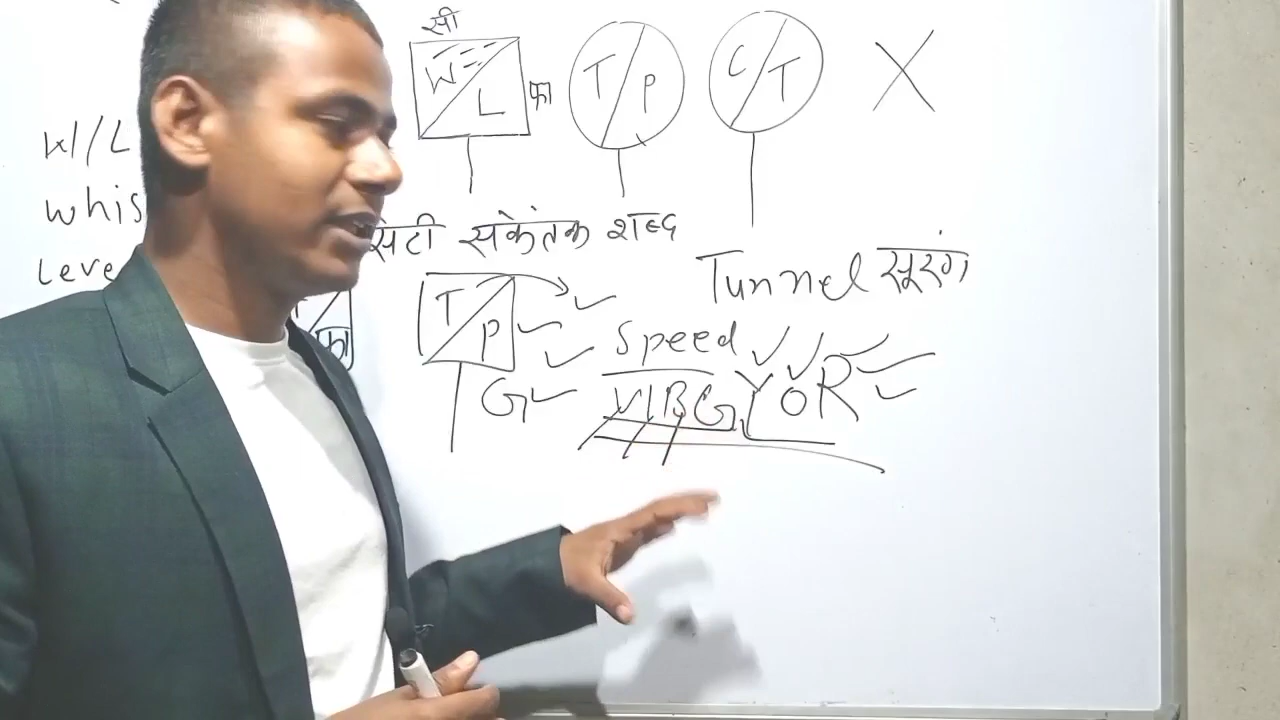 सी
W L फा T P C T X
W/L
whis
leve
सिटी संकेतक शब्द
Tunnel सूरंग
T P
फा
Speed
G VIBGYOR